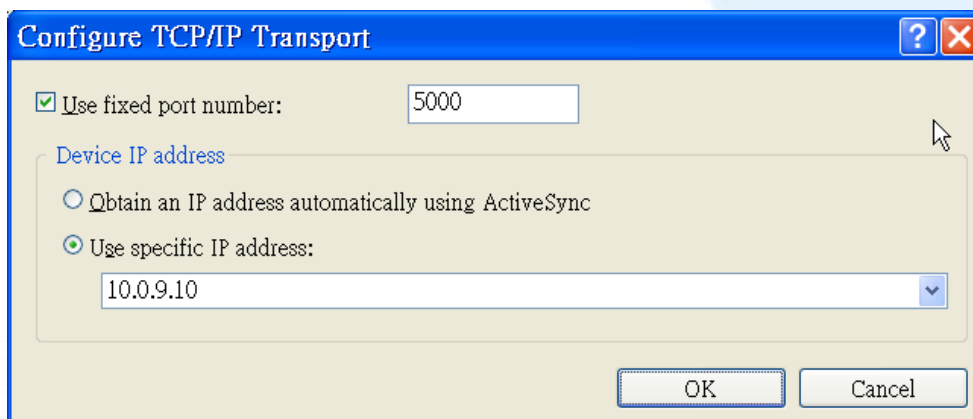 Configure TCP/IP Transport
Use fixed port number: 5000
Device IP address
Obtain an IP address automatically using ActiveSync
Use specific IP address:
10.0.9.10
OK Cancel